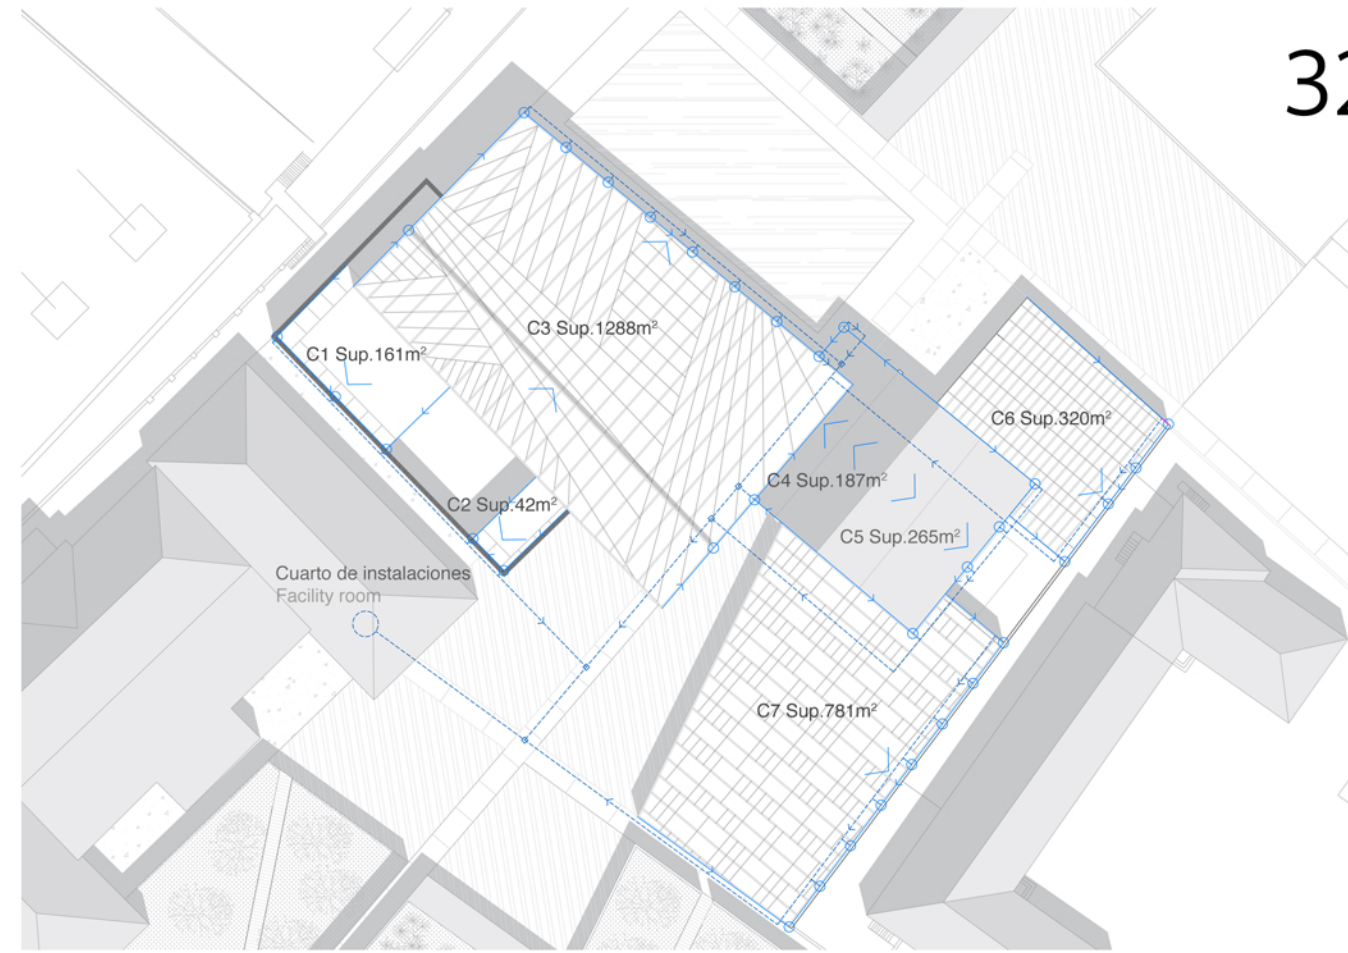 32
C3 Sup.1288m²
C1 Sup.161m²
C6 Sup.320m²
C4 Sup.187m²
C2 Sup.42m²
C5 Sup.265m²
Cuarto de instalaciones
Facility room
C7 Sup.781m²